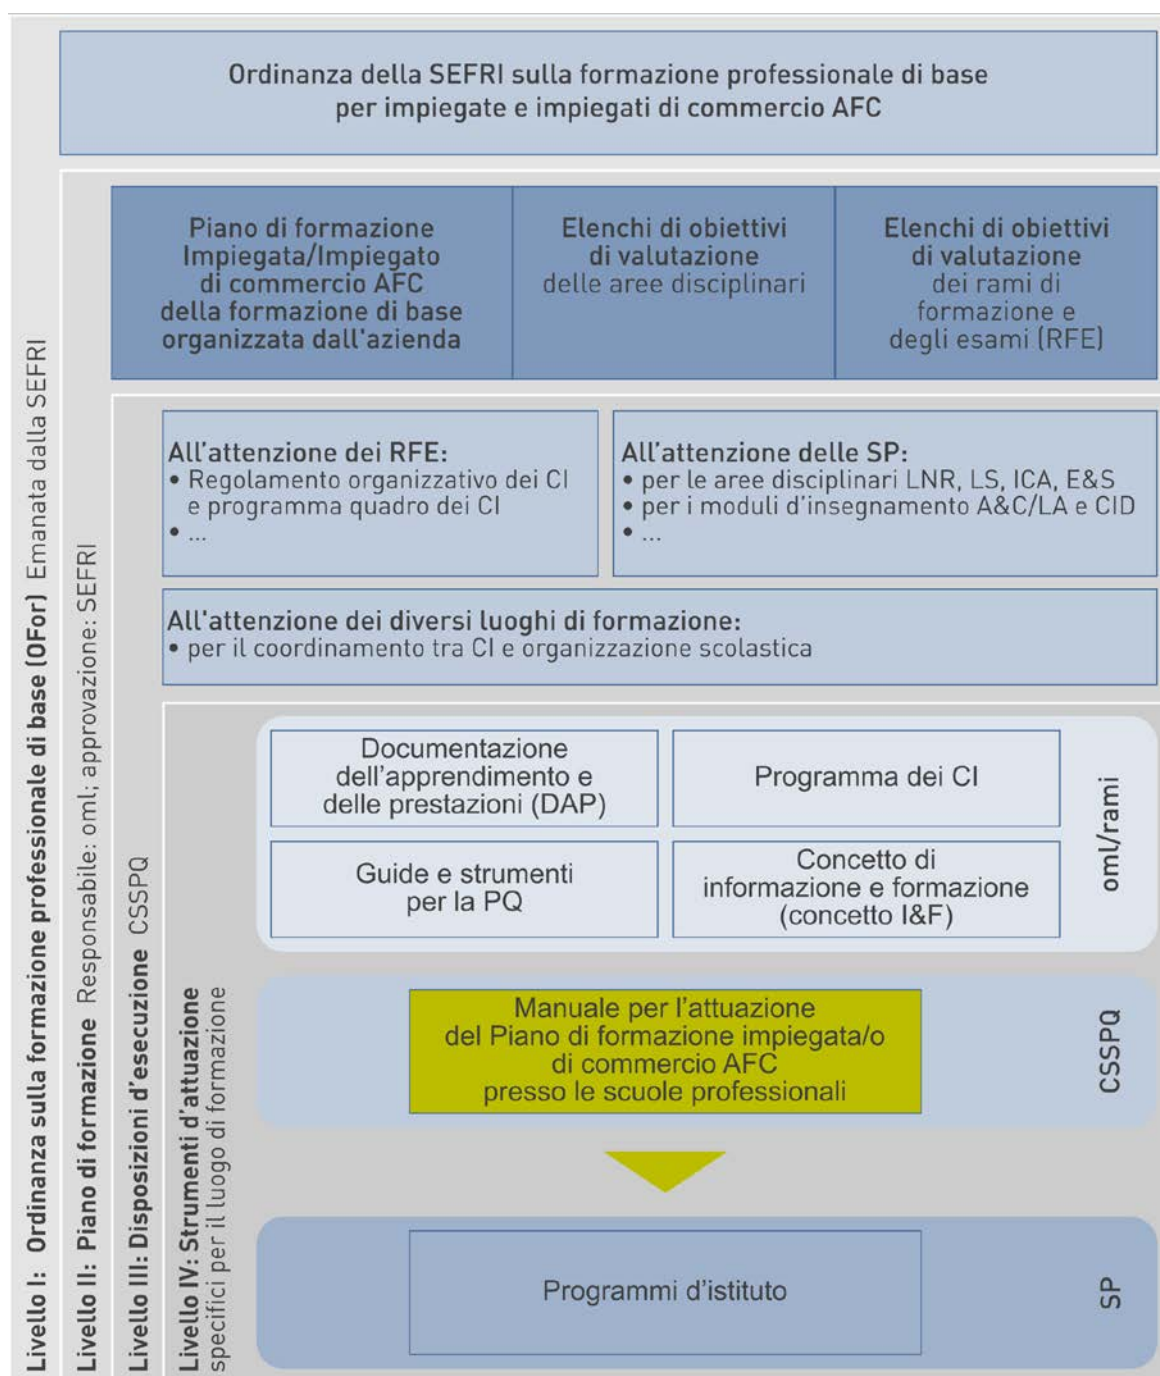 Ordinanza della SEFRI sulla formazione professionale di base
per impiegate e impiegati di commercio AFC
Piano di formazione
Impiegata/Impiegato
di commercio AFC
della formazione di base
organizzata dall'azienda
Elenchi di obiettivi
di valutazione
delle aree disciplinari
Elenchi di obiettivi
di valutazione
dei rami di
formazione e
degli esami (RFE)
All'attenzione dei RFE:
• Regolamento organizzativo dei CI
e programma quadro dei CI
• ...
All'attenzione delle SP:
• per le aree disciplinari LNR, LS, ICA, E&S
• per i moduli d'insegnamento A&C/LA e CID
• ...
All'attenzione dei diversi luoghi di formazione:
• per il coordinamento tra CI e organizzazione scolastica
Documentazione
dell'apprendimento e
delle prestazioni (DAP)
Programma dei CI
Guide e strumenti
per la PQ
Concetto di
informazione e formazione
(concetto I&F)
oml/rami
Manuale per l'attuazione
del Piano di formazione impiegata/o
di commercio AFC
presso le scuole professionali
CSSPQ
Programmi d'istituto
SP
Livello I: Ordinanza sulla formazione professionale di base (OFor) Emanata dalla SEFRI
Livello II: Piano di formazione Responsabile: oml; approvazione: SEFRI
Livello III: Disposizioni d'esecuzione CSSPQ
Livello IV: Strumenti d'attuazione
specifici per il luogo di formazione